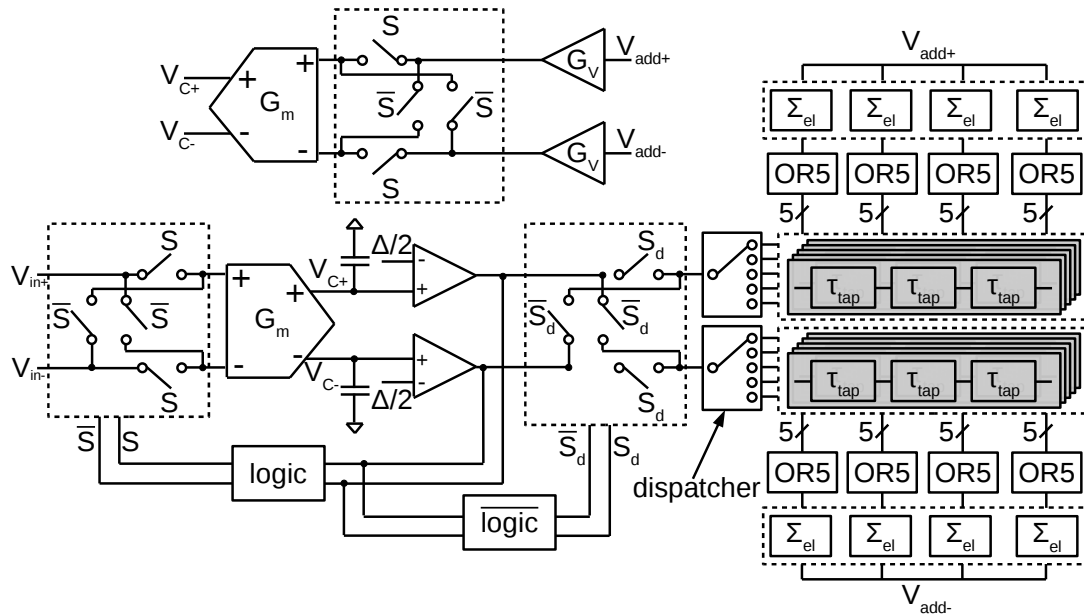 S
V_add+
G_V
V_C+
+
+
G_m
S̅
S̅
V_C-
-
-
G_V
V_add-
S
V_add+
Σ_el Σ_el Σ_el Σ_el
OR5 OR5 OR5 OR5
5 5 5 5
S
V_in+
+
+
G_m
-
-
S̅
S̅
V_in-
S
V_C+
Δ/2
-
+
V_C-
Δ/2
+
-
S_d
S̅_d
S̅_d
S_d
τ_tap τ_tap τ_tap
τ_tap τ_tap τ_tap
S̅ S
logic
l̅o̅g̅i̅c̅
S̅_d S_d
dispatcher
5 5 5 5
OR5 OR5 OR5 OR5
Σ_el Σ_el Σ_el Σ_el
V_add-